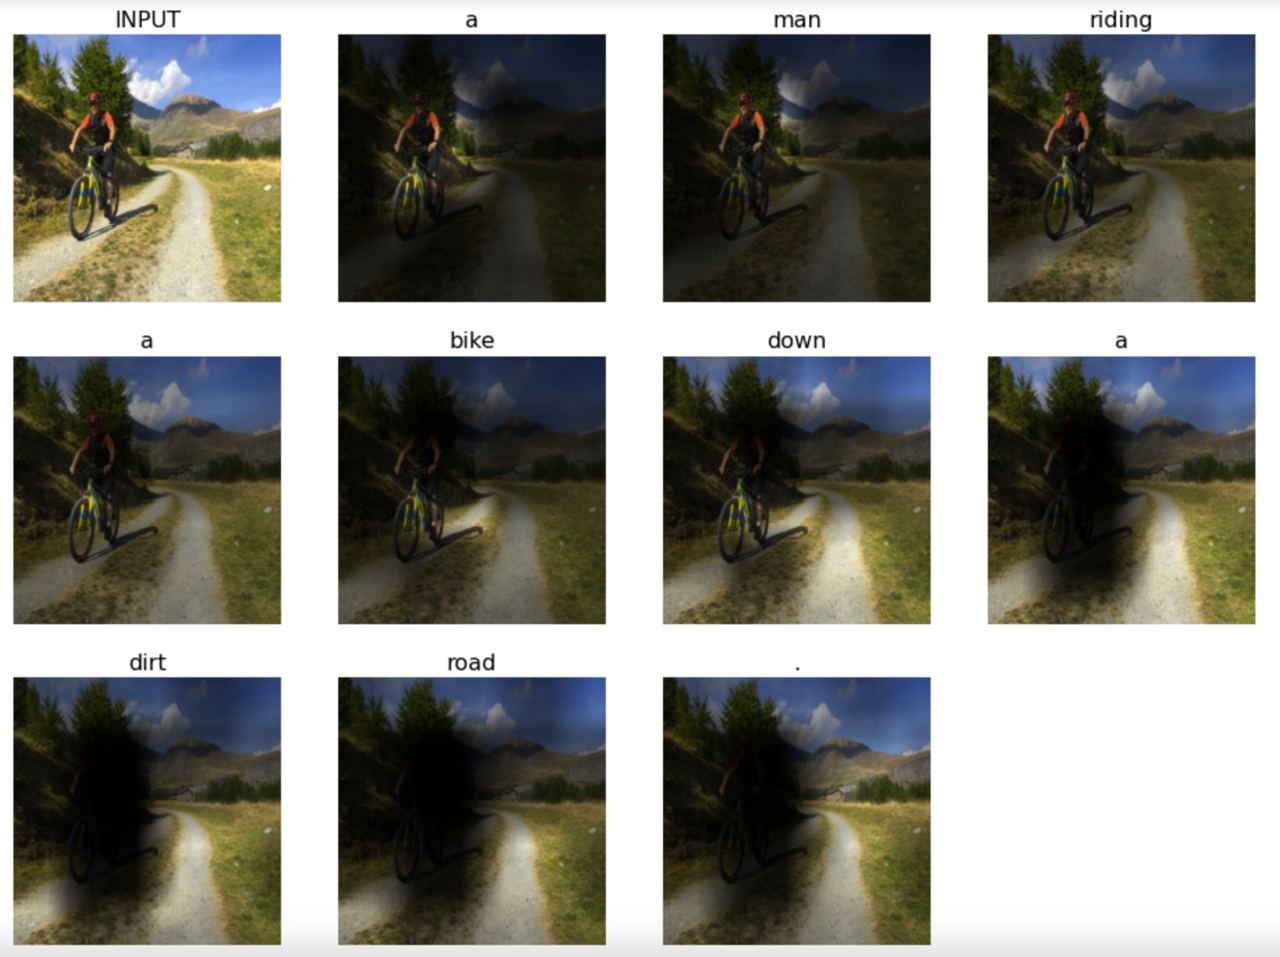 INPUT a man riding
a bike down a
dirt road .